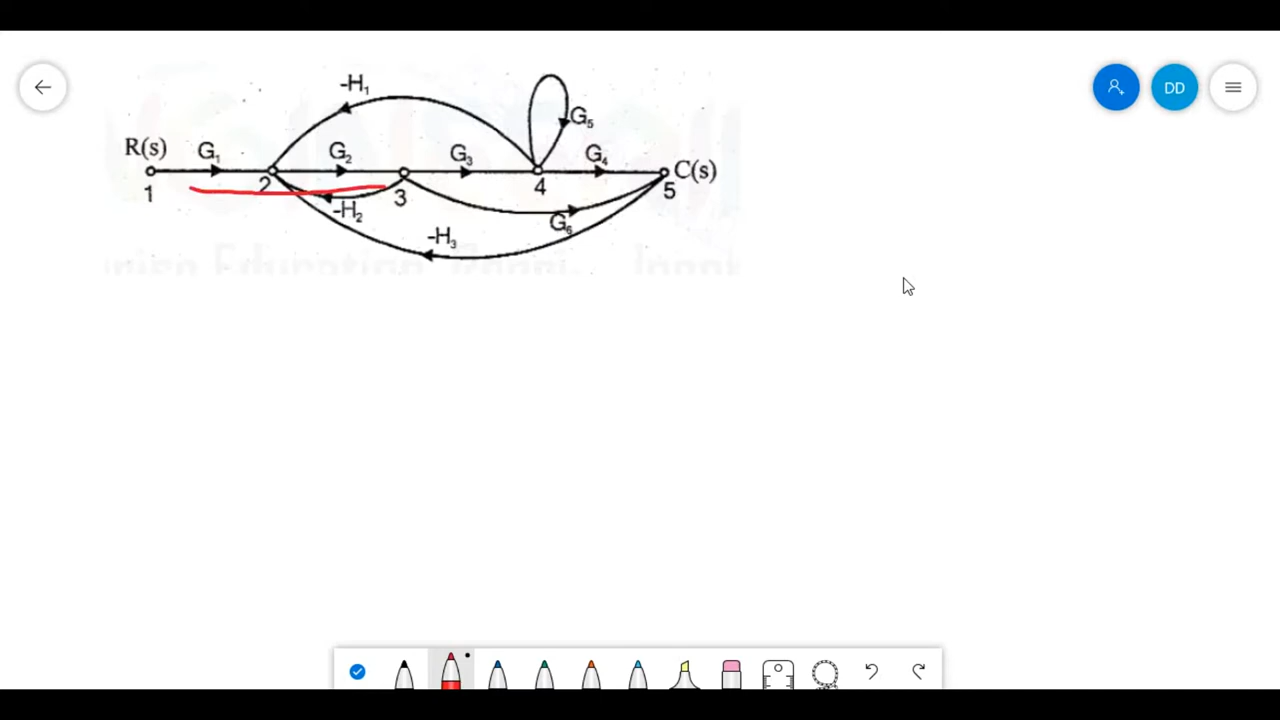 -H₁
G₅
R(s) G₁ G₂ G₃ G₄ C(s)
1 2 3 4 5
-H₂ G₆
-H₃
DD